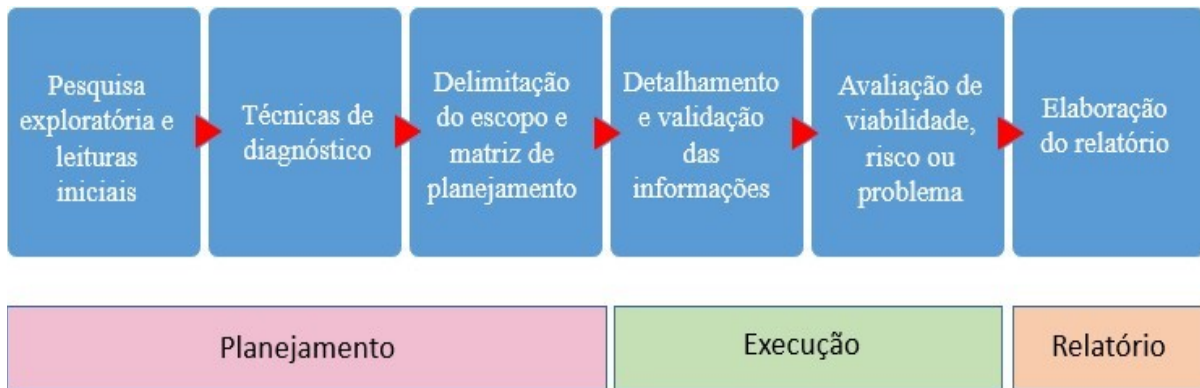 Pesquisa
exploratória e
leituras
iniciais
Técnicas de
diagnóstico
Delimitação
do escopo e
matriz de
planejamento
Detalhamento
e validação
das
informações
Avaliação de
viabilidade,
risco ou
problema
Elaboração
do relatório
Planejamento
Execução
Relatório